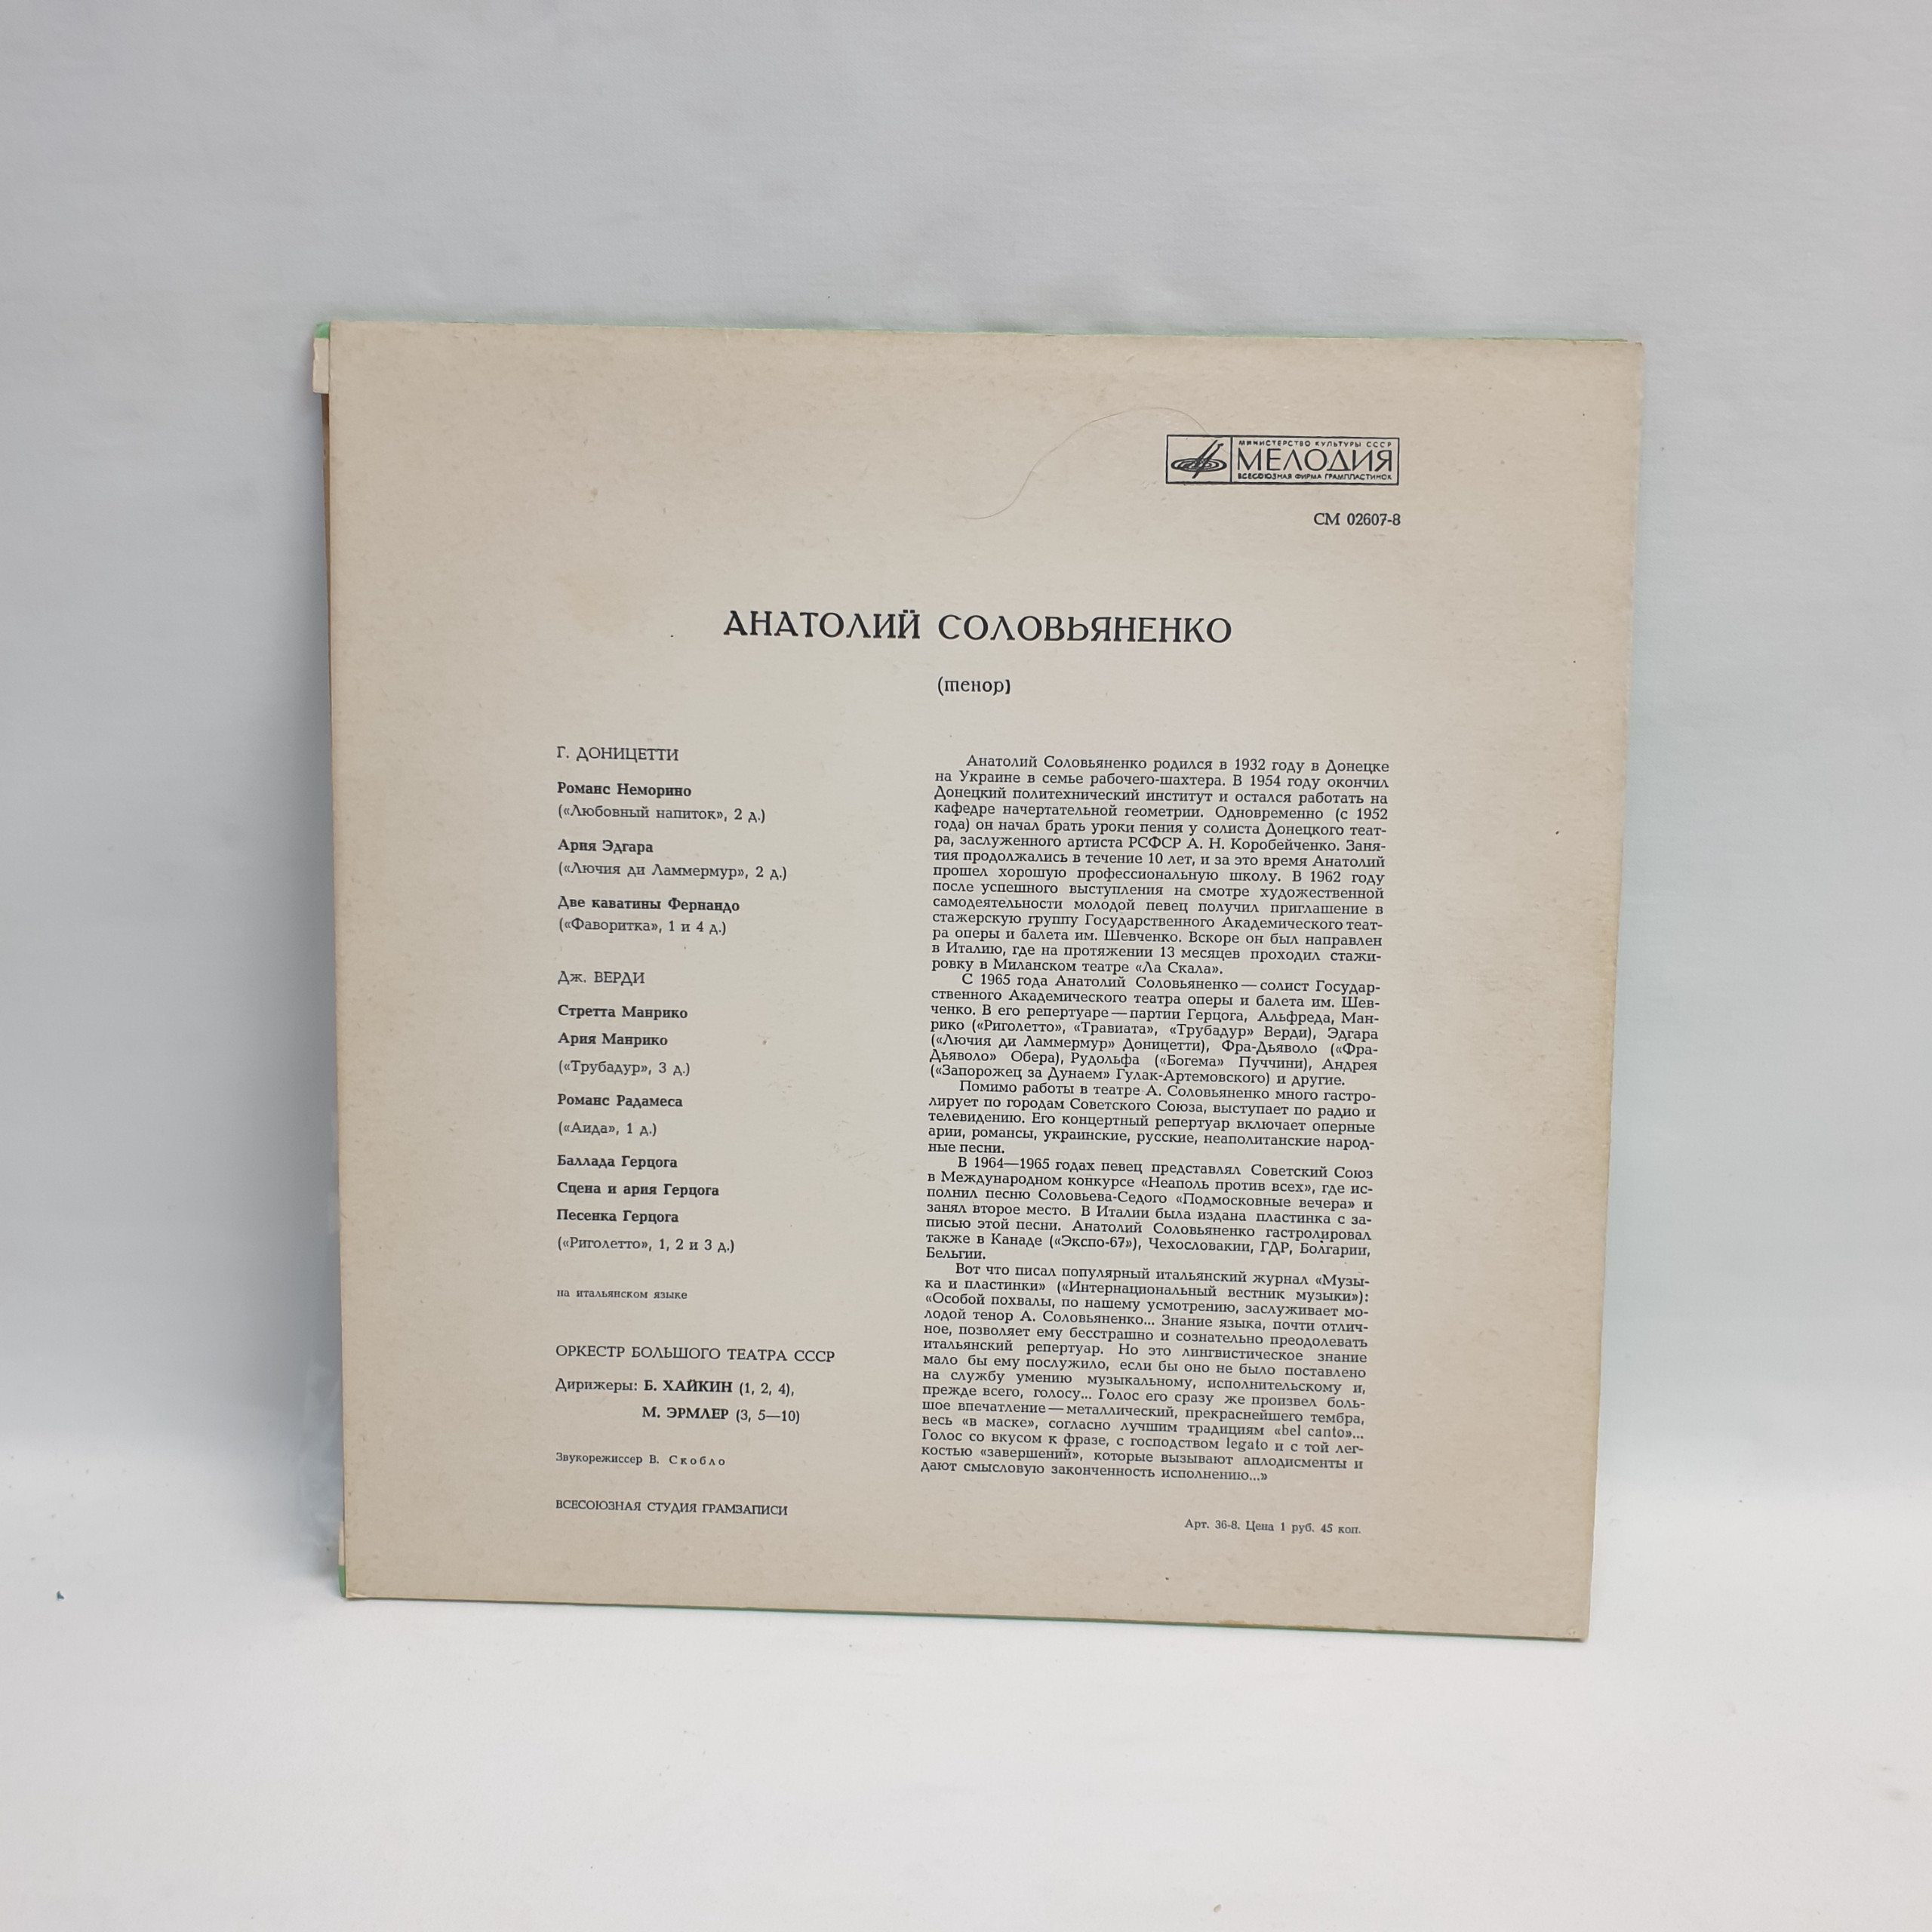 МИНИСТЕРСТВО КУЛЬТУРЫ СССР
МЕЛОДИЯ
ВСЕСОЮЗНАЯ ФИРМА ГРАМПЛАСТИНОК
СМ 02607-8
АНАТОЛИЙ СОЛОВЬЯНЕНКО
(тенор)
Г. ДОНИЦЕТТИ
Романс Неморино
(«Любовный напиток», 2 д.)
Ария Эдгара
(«Лючия ди Ламмермур», 2 д.)
Две каватины Фернандо
(«Фаворитка», 1 и 4 д.)
Дж. ВЕРДИ
Стретта Манрико
Ария Манрико
(«Трубадур», 3 д.)
Романс Радамеса
(«Аида», 1 д.)
Баллада Герцога
Сцена и ария Герцога
Песенка Герцога
(«Риголетто», 1, 2 и 3 д.)
на итальянском языке
ОРКЕСТР БОЛЬШОГО ТЕАТРА СССР
Дирижеры: Б. ХАЙКИН (1, 2, 4),
М. ЭРМЛЕР (3, 5—10)
Звукорежиссер В. Скобло
ВСЕСОЮЗНАЯ СТУДИЯ ГРАМЗАПИСИ
Анатолий Соловьяненко родился в 1932 году в Донецке
на Украине в семье рабочего-шахтера. В 1954 году окончил
Донецкий политехнический институт и остался работать на
кафедре начертательной геометрии. Одновременно (с 1952
года) он начал брать уроки пения у солиста Донецкого теат-
ра, заслуженного артиста РСФСР А. Н. Коробейченко. Заня-
тия продолжались в течение 10 лет, и за это время Анатолий
прошел хорошую профессиональную школу. В 1962 году
после успешного выступления на смотре художественной
самодеятельности молодой певец получил приглашение в
стажерскую группу Государственного Академического теат-
ра оперы и балета им. Шевченко. Вскоре он был направлен
в Италию, где на протяжении 13 месяцев проходил стажи-
ровку в Миланском театре «Ла Скала».
С 1965 года Анатолий Соловьяненко — солист Государ-
ственного Академического театра оперы и балета им. Шев-
ченко. В его репертуаре — партии Герцога, Альфреда, Ман-
рико («Риголетто», «Травиата», «Трубадур» Верди), Эдгара
(«Лючия ди Ламмермур» Доницетти), Фра-Дьяволо («Фра-
Дьяволо» Обера), Рудольфа («Богема» Пуччини), Андрея
(«Запорожец за Дунаем» Гулак-Артемовского) и другие.
Помимо работы в театре А. Соловьяненко много гастро-
лирует по городам Советского Союза, выступает по радио и
телевидению. Его концертный репертуар включает оперные
арии, романсы, украинские, русские, неаполитанские народ-
ные песни.
В 1964—1965 годах певец представлял Советский Союз
в Международном конкурсе «Неаполь против всех», где ис-
полнил песню Соловьева-Седого «Подмосковные вечера» и
занял второе место. В Италии была издана пластинка с за-
писью этой песни. Анатолий Соловьяненко гастролировал
также в Канаде («Экспо-67»), Чехословакии, ГДР, Болгарии,
Бельгии.
Вот что писал популярный итальянский журнал «Музы-
ка и пластинки» («Интернациональный вестник музыки»):
«Особой похвалы, по нашему усмотрению, заслуживает мо-
лодой тенор А. Соловьяненко... Знание языка, почти отлич-
ное, позволяет ему бесстрашно и сознательно преодолевать
итальянский репертуар. Но это лингвистическое знание
мало бы ему послужило, если бы оно не было поставлено
на службу умению музыкальному, исполнительскому и,
прежде всего, голосу... Голос его сразу же произвел боль-
шое впечатление — металлический, прекраснейшего тембра,
весь «в маске», согласно лучшим традициям «bel canto»...
Голос со вкусом к фразе, с господством legato и с той лег-
костью «завершений», которые вызывают аплодисменты и
дают смысловую законченность исполнению...»
Арт. 36-8. Цена 1 руб. 45 коп.